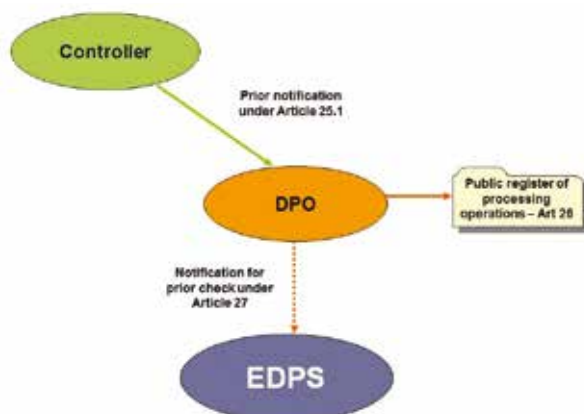 Controller
Prior notification
under Article 25.1
DPO
Public register of
processing
operations – Art 26
Notification for
prior check under
Article 27
EDPS